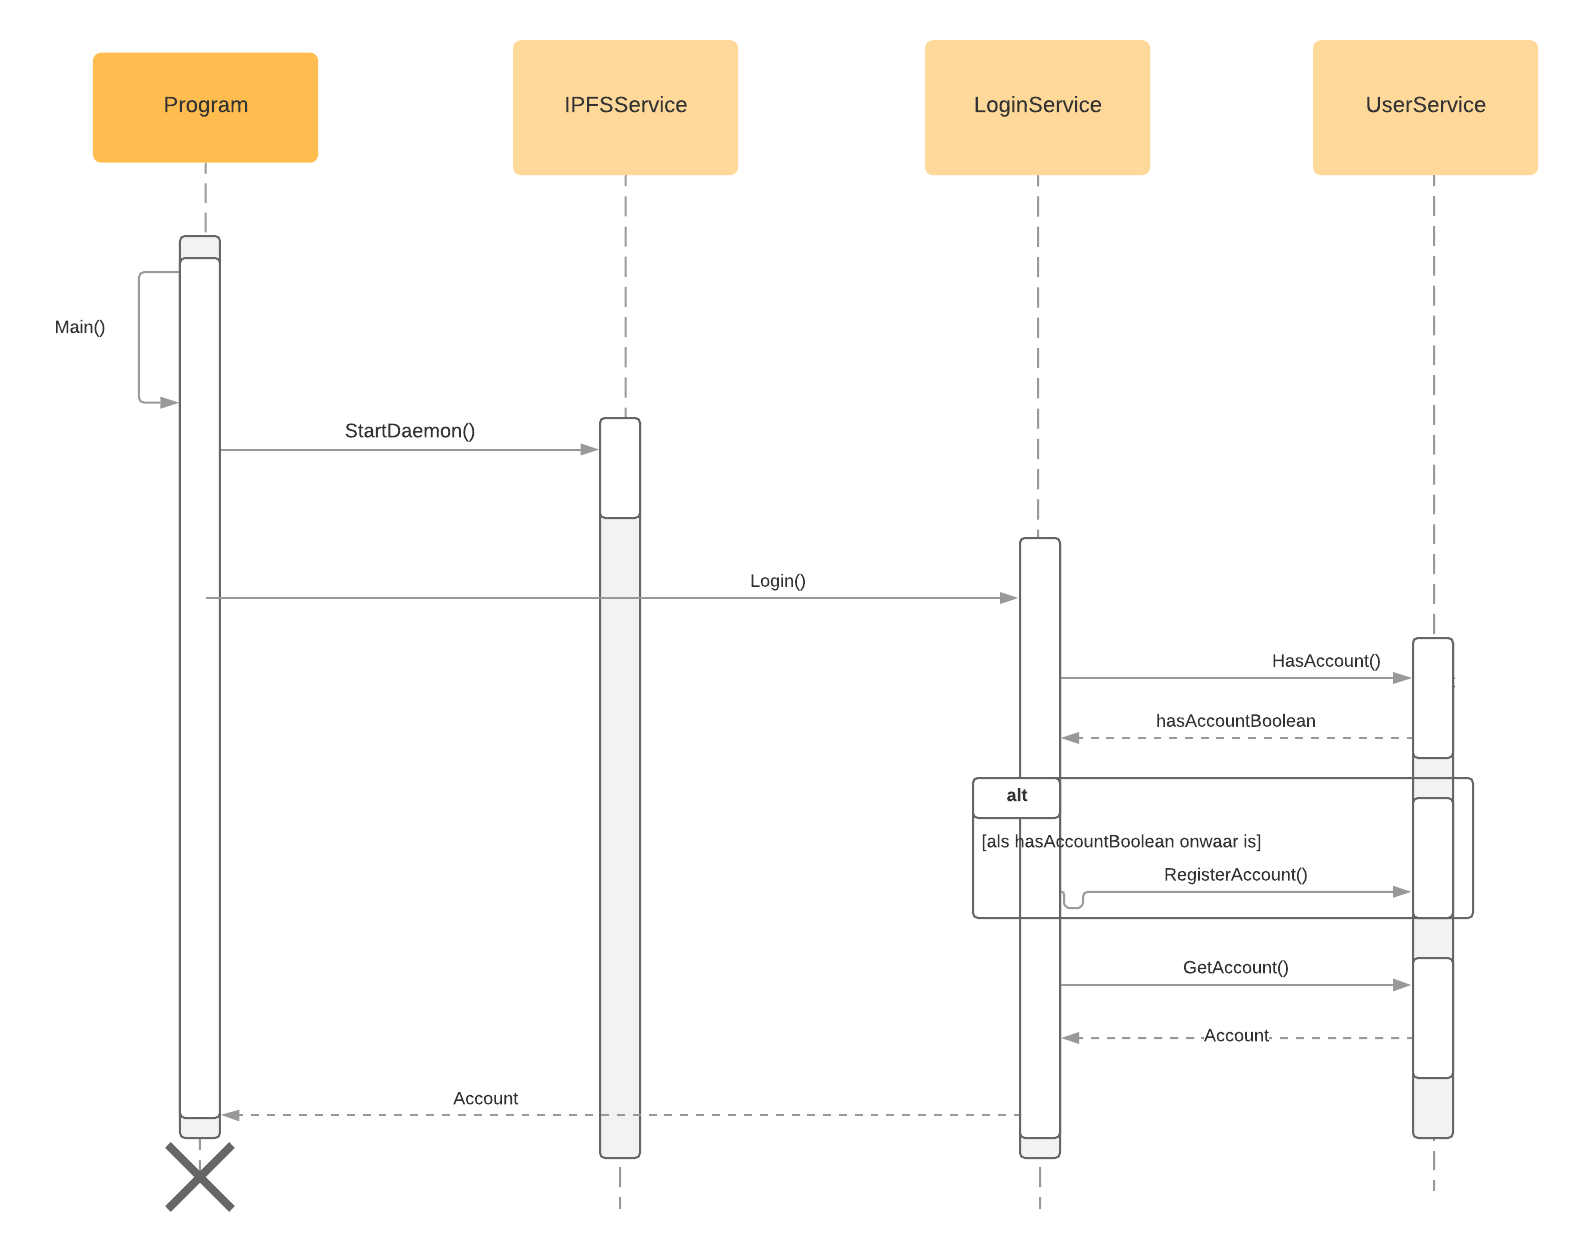 Program
IPFSService
LoginService
UserService
Main()
StartDaemon()
Login()
HasAccount()
hasAccountBoolean
alt
[als hasAccountBoolean onwaar is]
RegisterAccount()
GetAccount()
Account
Account